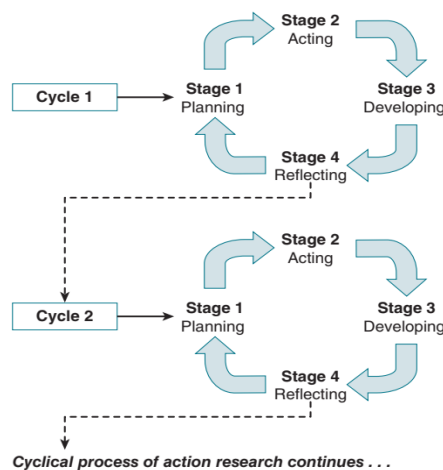 Stage 2
Acting
Cycle 1
Stage 1
Planning
Stage 3
Developing
Stage 4
Reflecting
Stage 2
Acting
Cycle 2
Stage 1
Planning
Stage 3
Developing
Stage 4
Reflecting
Cyclical process of action research continues . . .